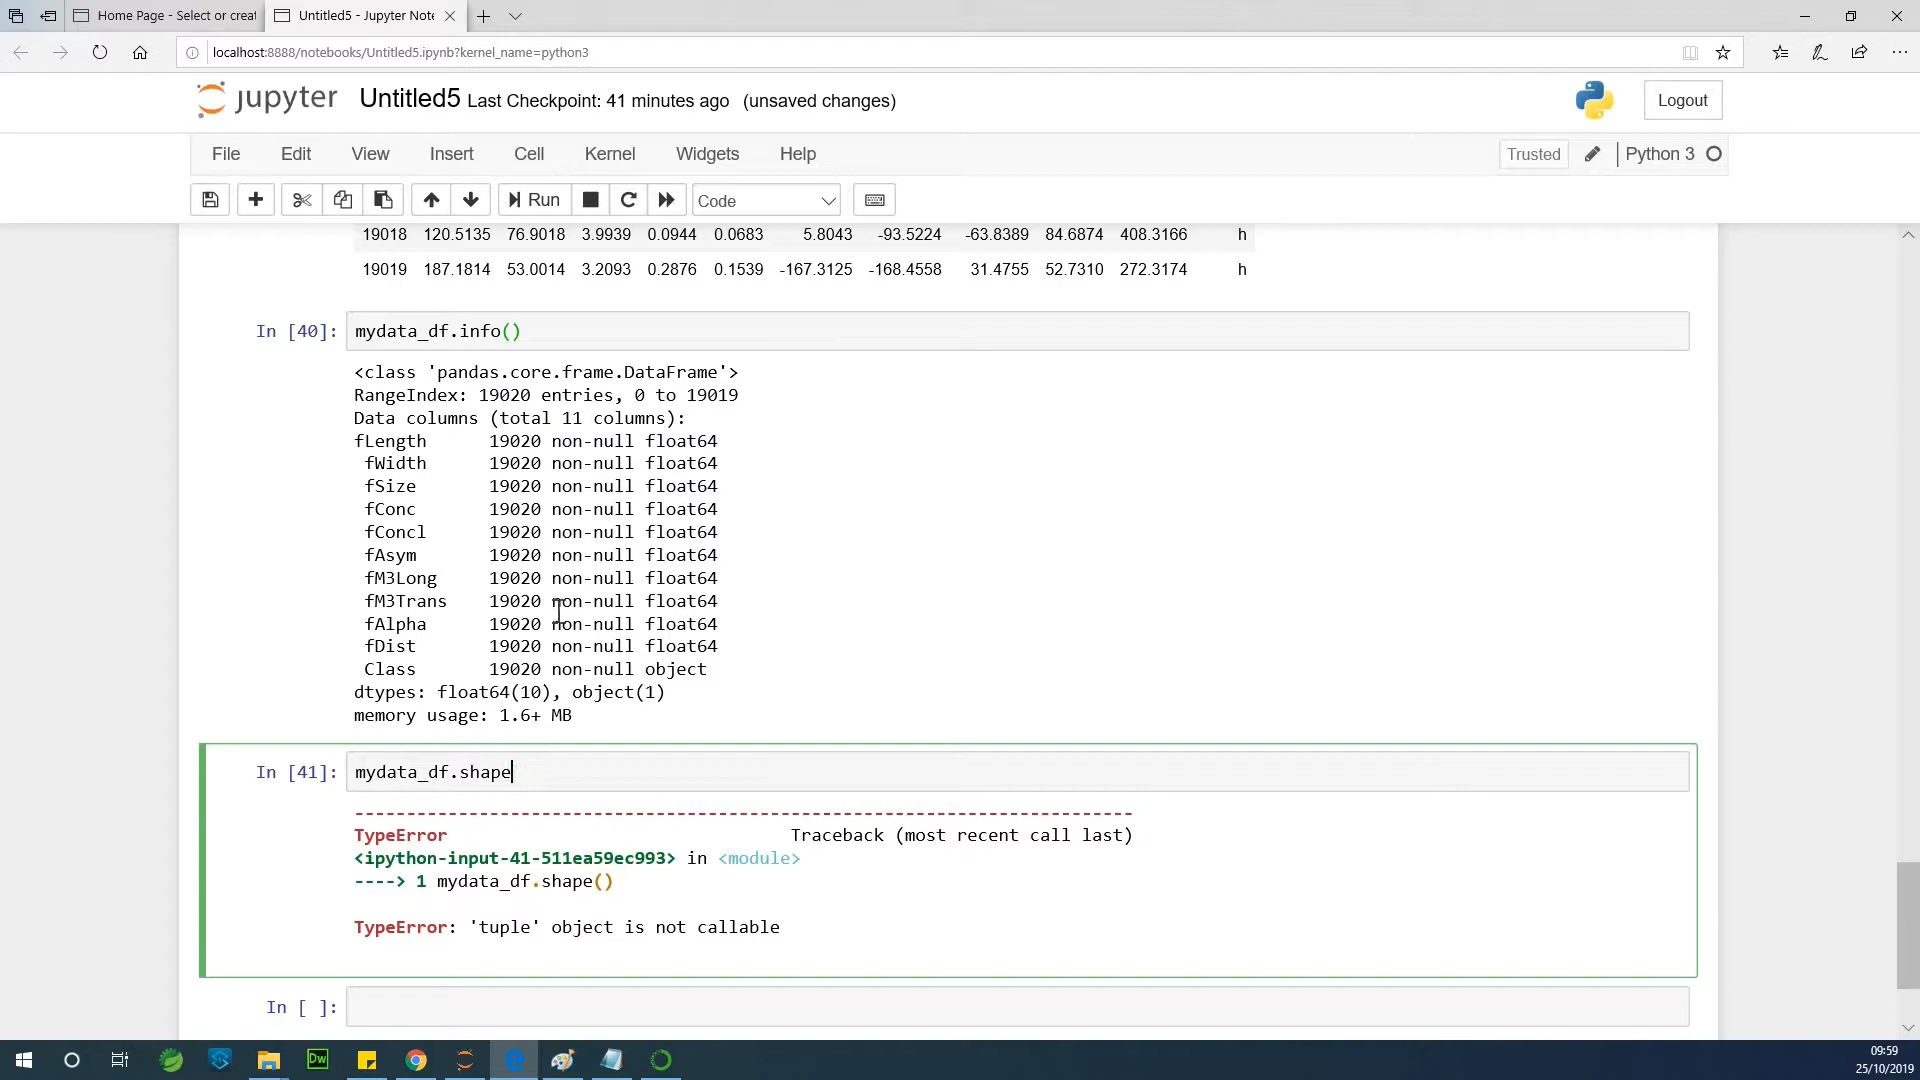 Home Page - Select or creat
Untitled5 - Jupyter Note
localhost:8888/notebooks/Untitled5.ipynb?kernel_name=python3
jupyter Untitled5 Last Checkpoint: 41 minutes ago (unsaved changes)
Logout
File Edit View Insert Cell Kernel Widgets Help
Trusted Python 3
Run Code
19018 120.5135 76.9018 3.9939 0.0944 0.0683 5.8043 -93.5224 -63.8389 84.6874 408.3166 h
19019 187.1814 53.0014 3.2093 0.2876 0.1539 -167.3125 -168.4558 31.4755 52.7310 272.3174 h
In [40]: mydata_df.info()
<class 'pandas.core.frame.DataFrame'>
RangeIndex: 19020 entries, 0 to 19019
Data columns (total 11 columns):
fLength 19020 non-null float64
fWidth 19020 non-null float64
fSize 19020 non-null float64
fConc 19020 non-null float64
fConcl 19020 non-null float64
fAsym 19020 non-null float64
fM3Long 19020 non-null float64
fM3Trans 19020 non-null float64
fAlpha 19020 non-null float64
fDist 19020 non-null float64
Class 19020 non-null object
dtypes: float64(10), object(1)
memory usage: 1.6+ MB
In [41]: mydata_df.shape
---------------------------------------------------------------------------
TypeError Traceback (most recent call last)
<ipython-input-41-511ea59ec993> in <module>
----> 1 mydata_df.shape()
TypeError: 'tuple' object is not callable
In [ ]:
Dw
09:59
25/10/2019